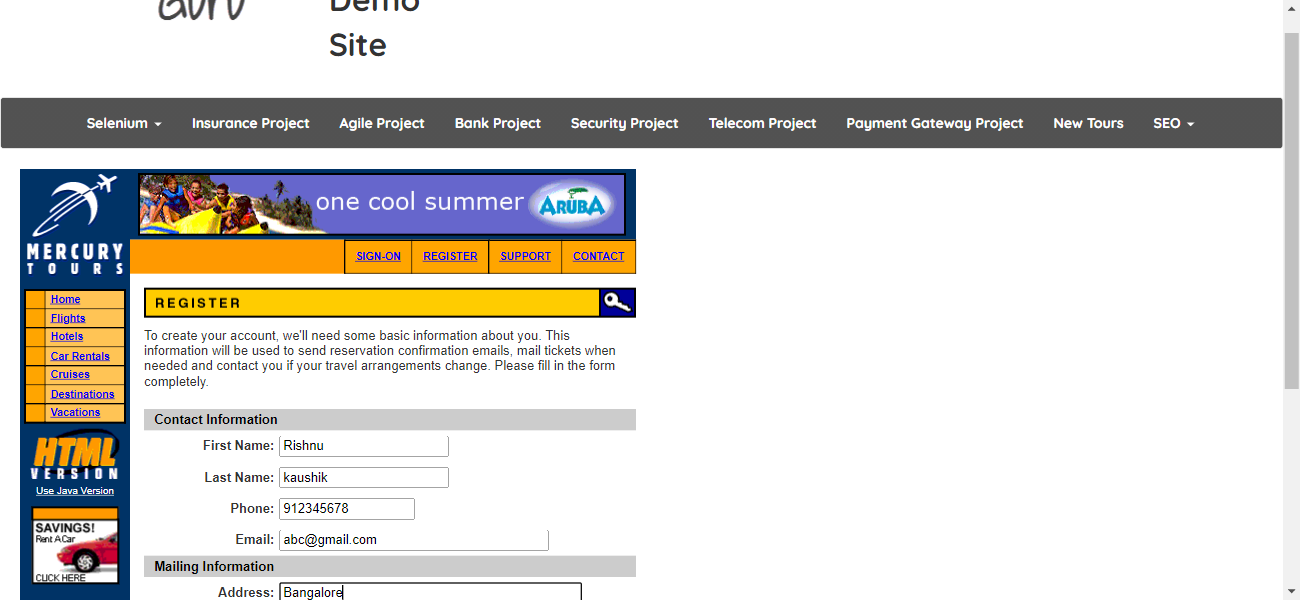 Guru
Demo
Site
Selenium Insurance Project Agile Project Bank Project Security Project Telecom Project Payment Gateway Project New Tours SEO
one cool summer ARUBA
MERCURY
TOURS
SIGN-ON REGISTER SUPPORT CONTACT
Home
Flights
Hotels
Car Rentals
Cruises
Destinations
Vacations
HTML
VERSION
Use Java Version
SAVINGS!
Rent A Car
CLICK HERE
REGISTER
To create your account, we'll need some basic information about you. This
information will be used to send reservation confirmation emails, mail tickets when
needed and contact you if your travel arrangements change. Please fill in the form
completely.
Contact Information
First Name: Rishnu
Last Name: kaushik
Phone: 912345678
Email: abc@gmail.com
Mailing Information
Address: Bangalore